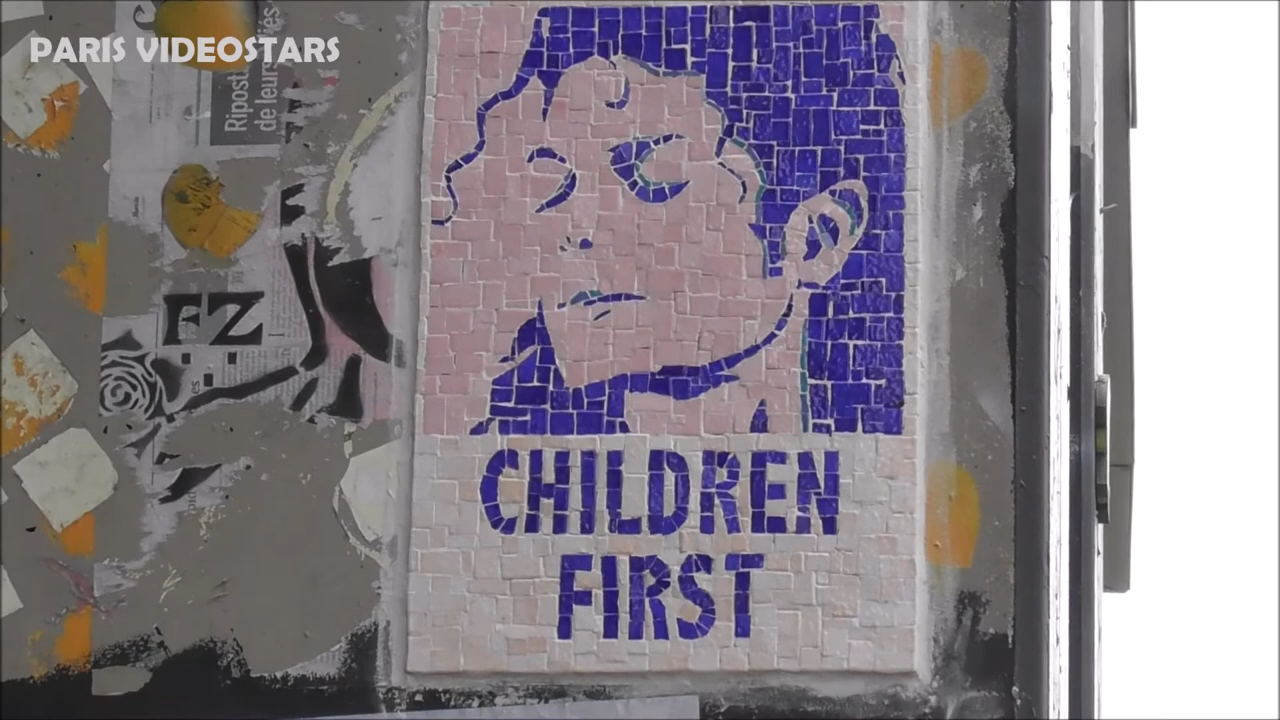 PARIS VIDEOSTARS
Ripost
de leurs
FZ
CHILDREN
FIRST